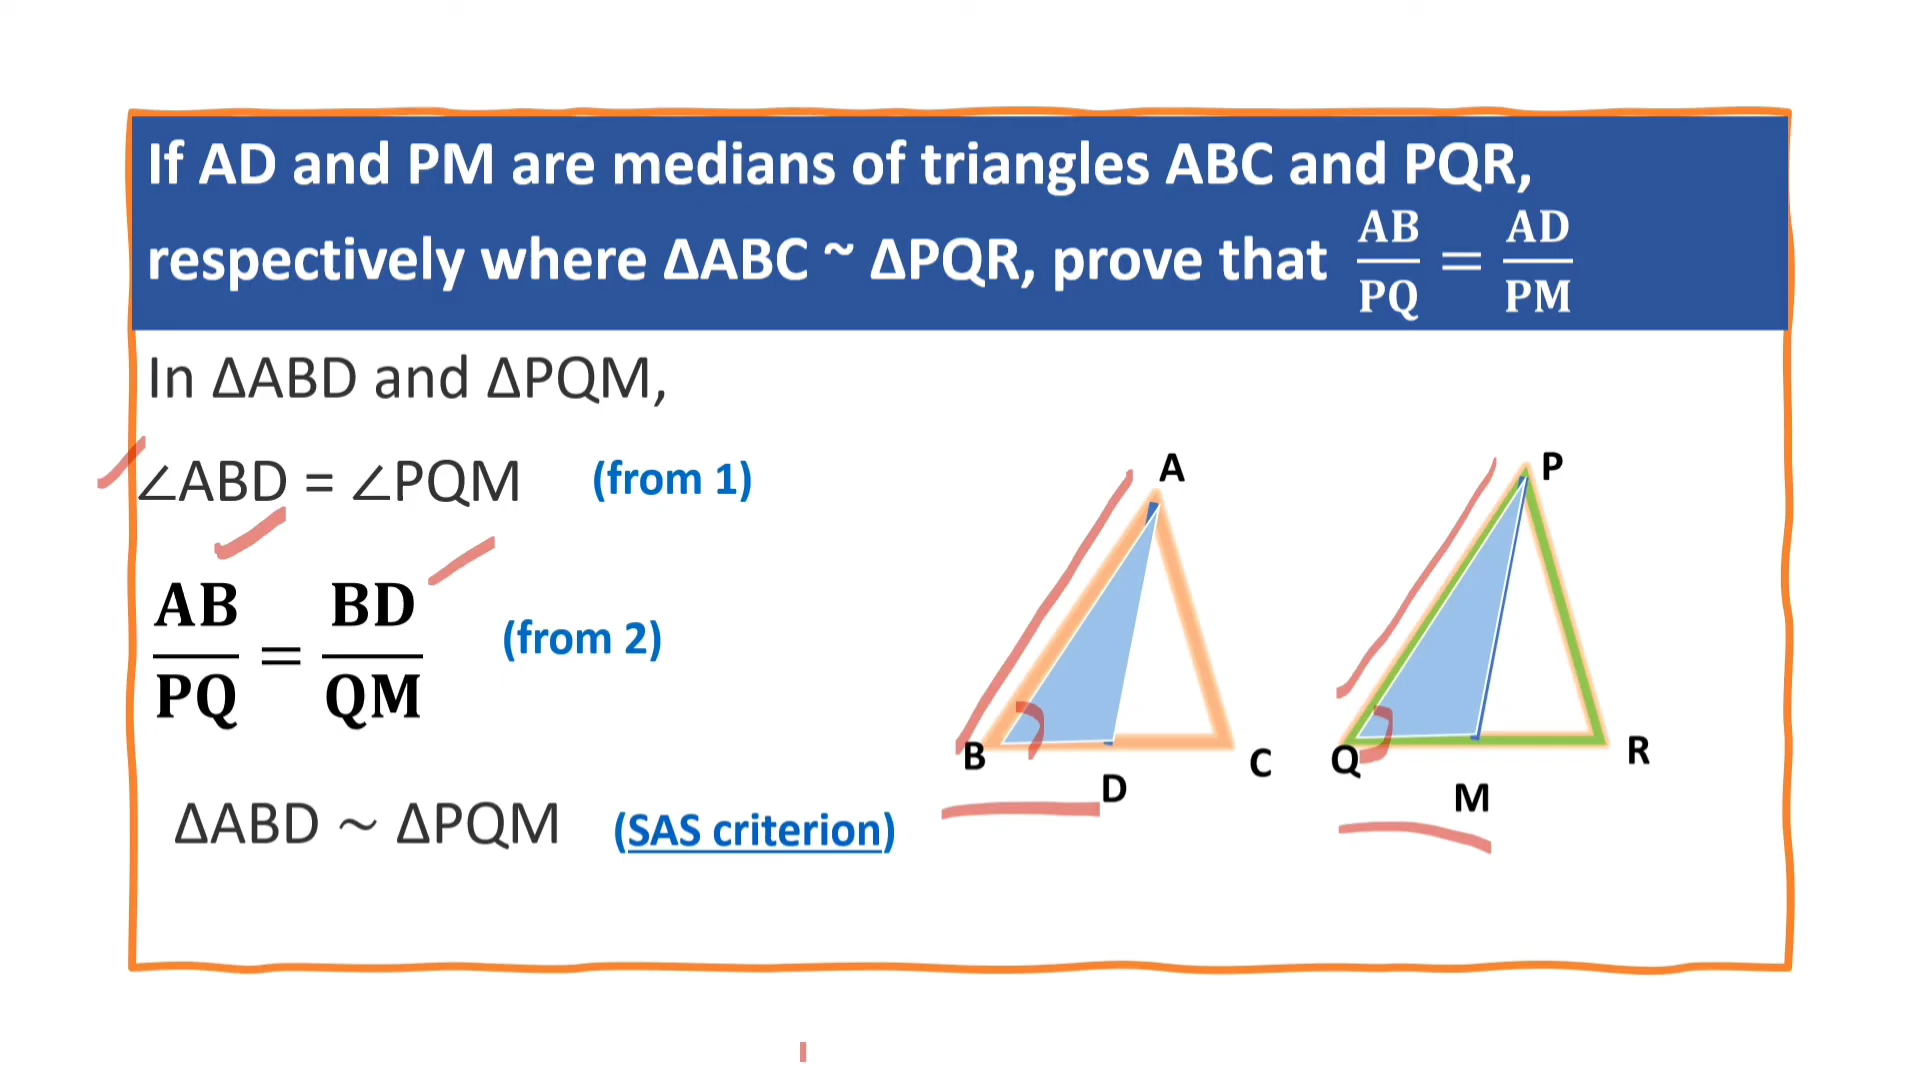 If AD and PM are medians of triangles ABC and PQR,
respectively where ΔABC ~ ΔPQR, prove that AB/PQ = AD/PM
In ΔABD and ΔPQM,
∠ABD = ∠PQM (from 1)
AB/PQ = BD/QM (from 2)
ΔABD ~ ΔPQM (SAS criterion)
A
B
D
C
P
Q
M
R